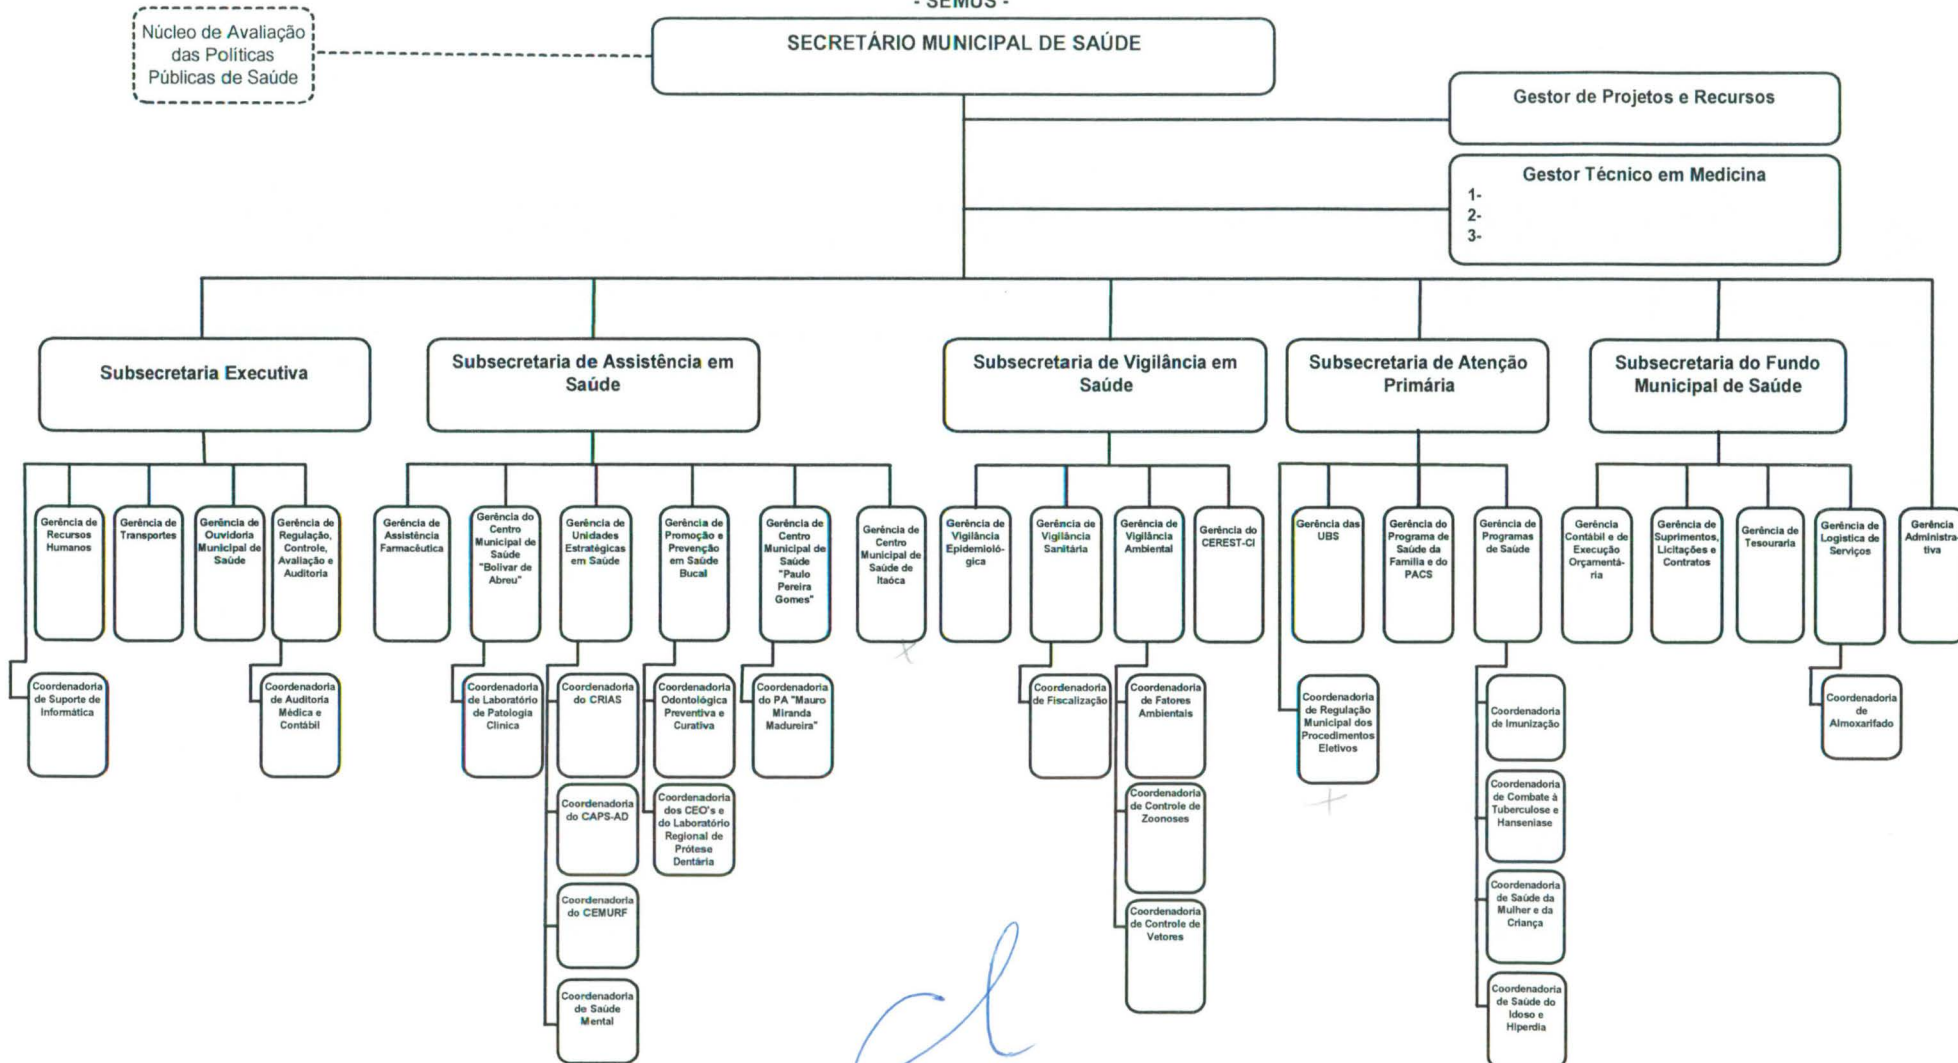 - SEMUS -
Núcleo de Avaliação
das Políticas
Públicas de Saúde
SECRETÁRIO MUNICIPAL DE SAÚDE
Gestor de Projetos e Recursos
Gestor Técnico em Medicina
1-
2-
3-
Subsecretaria Executiva
Subsecretaria de Assistência em
Saúde
Subsecretaria de Vigilância em
Saúde
Subsecretaria de Atenção
Primária
Subsecretaria do Fundo
Municipal de Saúde
Gerência de
Recursos
Humanos
Gerência de
Transportes
Gerência de
Ouvidoria
Municipal de
Saúde
Gerência de
Regulação,
Controle,
Avaliação e
Auditoria
Gerência de
Assistência
Farmacêutica
Gerência do
Centro
Municipal de
Saúde
"Bolivar de
Abreu"
Gerência de
Unidades
Estratégicas
em Saúde
Gerência de
Promoção e
Prevenção
em Saúde
Bucal
Gerência de
Centro
Municipal de
Saúde
"Paulo
Pereira
Gomes"
Gerência de
Centro
Municipal de
Saúde de
Itaóca
Gerência de
Vigilância
Epidemioló-
gica
Gerência de
Vigilância
Sanitária
Gerência de
Vigilância
Ambiental
Gerência do
CEREST-CI
Gerência das
UBS
Gerência do
Programa de
Saúde da
Família e do
PACS
Gerência de
Programas
de Saúde
Gerência
Contábil e de
Execução
Orçamentá-
ria
Gerência de
Suprimentos,
Licitações e
Contratos
Gerência de
Tesouraria
Gerência de
Logistica de
Serviços
Gerência
Administra-
tiva
Coordenadoria
de Suporte de
Informática
Coordenadoria
de Auditoria
Médica e
Contábil
Coordenadoria
de Laboratório
de Patologia
Clinica
Coordenadoria
do CRIAS
Coordenadoria
Odontológica
Preventiva e
Curativa
Coordenadoria
do PA "Mauro
Miranda
Madureira"
Coordenadoria
de Fiscalização
Coordenadoria
de Fatores
Ambientais
Coordenadoria
de Regulação
Municipal dos
Procedimentos
Eletivos
Coordenadoria
de Imunização
Coordenadoria
de
Almoxarifado
Coordenadoria
do CAPS-AD
Coordenadoria
dos CEO's e
do Laboratório
Regional de
Prótese
Dentária
Coordenadoria
de Controle de
Zoonoses
Coordenadoria
de Combate à
Tuberculose e
Hanseniase
Coordenadoria
do CEMURF
Coordenadoria
de Controle de
Vetores
Coordenadoria
de Saúde da
Mulher e da
Criança
Coordenadoria
de Saúde
Mental
Coordenadoria
de Saúde do
Idoso e
Hiperdia